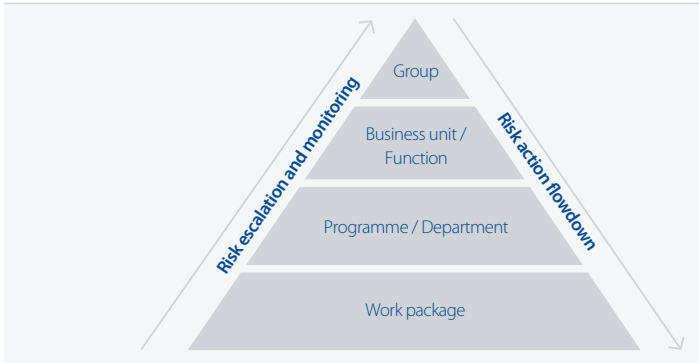 Group
Risk escalation and monitoring
Business unit /
Function
Risk action flowdown
Programme / Department
Work package